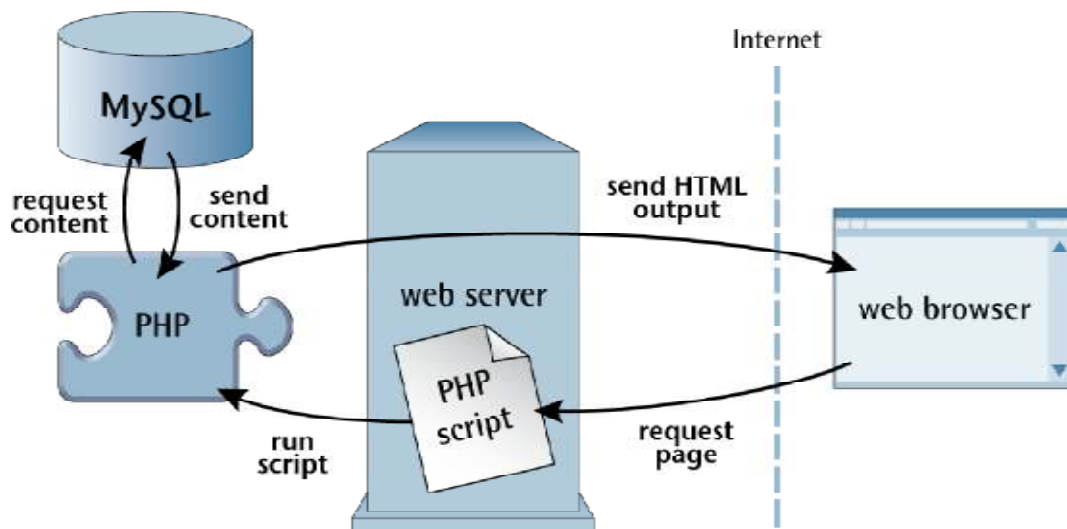 Internet
MySQL
request
content
send
content
send HTML
output
PHP
web server
web browser
PHP
script
run
script
request
page